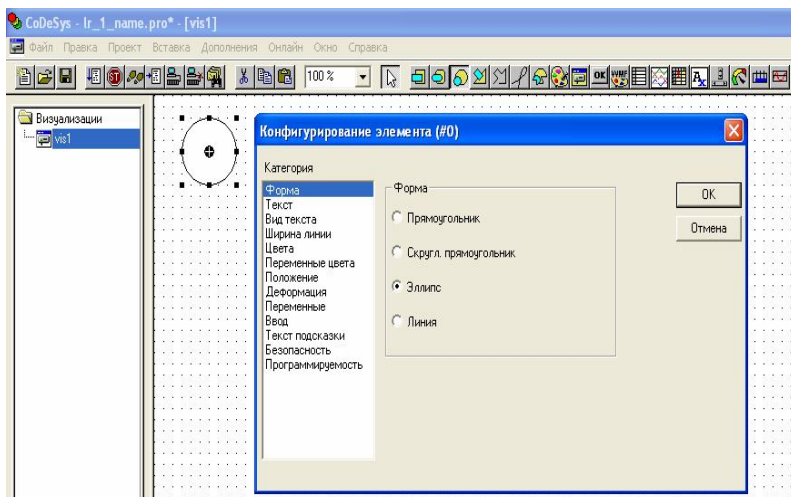 CoDeSys - lr_1_name.pro* - [vis1]
Файл Правка Проект Вставка Дополнения Онлайн Окно Справка
100 %
OK
WMF
Визуализации
vis1
Конфигурирование элемента (#0)
Категория
Форма
Текст
Вид текста
Ширина линии
Цвета
Переменные цвета
Положение
Деформация
Переменные
Ввод
Текст подсказки
Безопасность
Программируемость
Форма
Прямоугольник
Скругл. прямоугольник
Эллипс
Линия
OK
Отмена